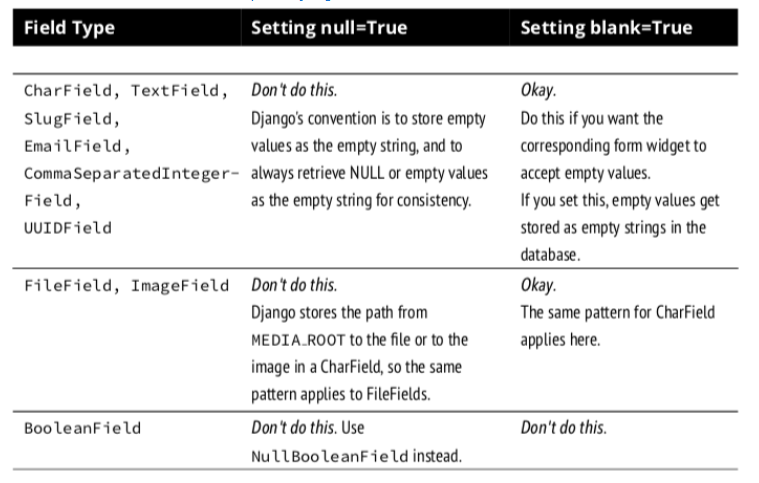 Field Type Setting null=True Setting blank=True
CharField, TextField,
SlugField,
EmailField,
CommaSeparatedInteger-
Field,
UUIDField
Don't do this.
Django's convention is to store empty
values as the empty string, and to
always retrieve NULL or empty values
as the empty string for consistency.
Okay.
Do this if you want the
corresponding form widget to
accept empty values.
If you set this, empty values get
stored as empty strings in the
database.
FileField, ImageField
Don't do this.
Django stores the path from
MEDIA_ROOT to the file or to the
image in a CharField, so the same
pattern applies to FileFields.
Okay.
The same pattern for CharField
applies here.
BooleanField
Don't do this. Use
NullBooleanField instead.
Don't do this.